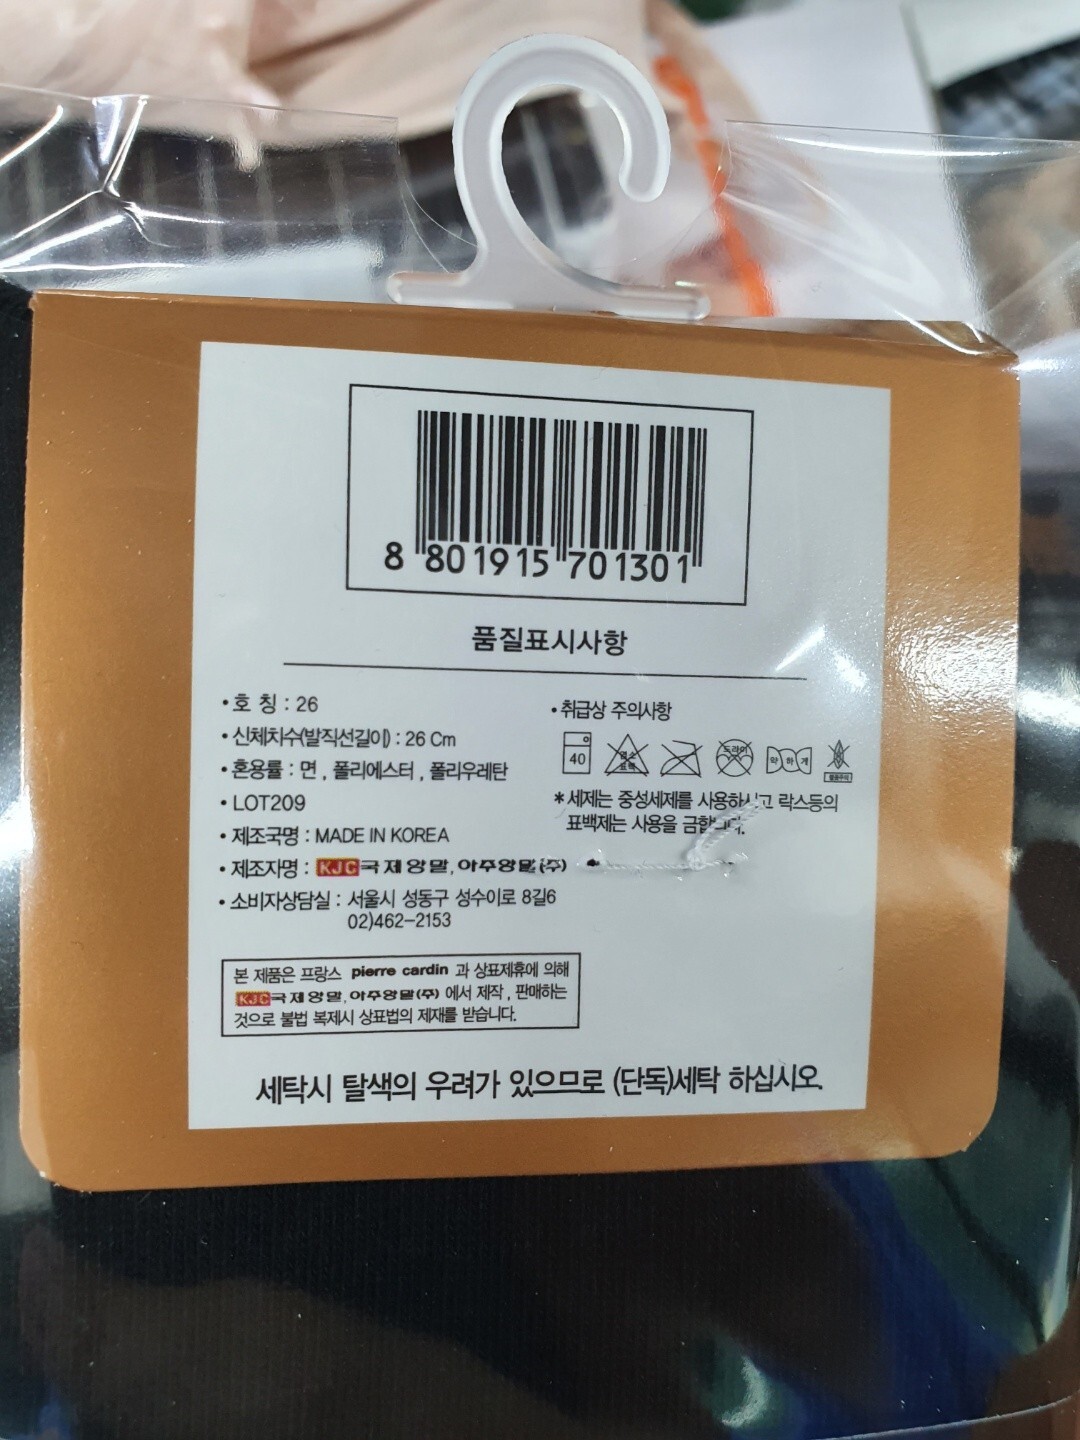 8 801915 701301
품질표시사항
• 호 칭 : 26
• 신체치수(발직선길이) : 26 Cm
• 혼용률 : 면 , 폴리에스터 , 폴리우레탄
• LOT209
• 제조국명 : MADE IN KOREA
• 제조자명 : KJC국제양말, 아주양말(주)
• 소비자상담실 : 서울시 성동구 성수이로 8길6
02)462-2153
• 취급상 주의사항
40 염소 표백 드라이 약하게
*세제는 중성세제를 사용하시고 락스등의
표백제는 사용을 금합니다.
본 제품은 프랑스 pierre cardin 과 상표제휴에 의해
KJC국제양말, 아주양말(주) 에서 제작 , 판매하는
것으로 불법 복제시 상표법의 제재를 받습니다.
세탁시 탈색의 우려가 있으므로 (단독)세탁 하십시오.